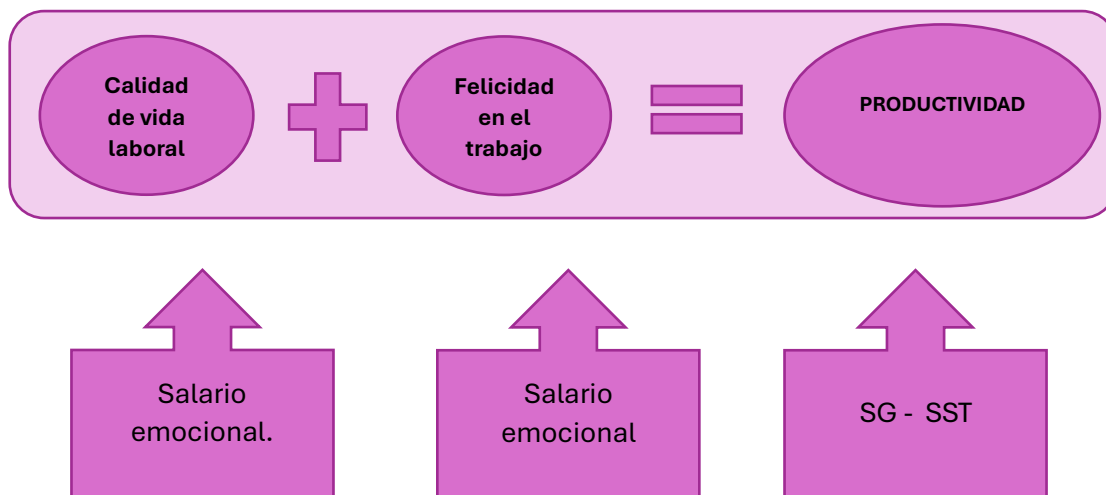 Calidad
de vida
laboral
Felicidad
en el
trabajo
PRODUCTIVIDAD
Salario
emocional.
Salario
emocional
SG - SST